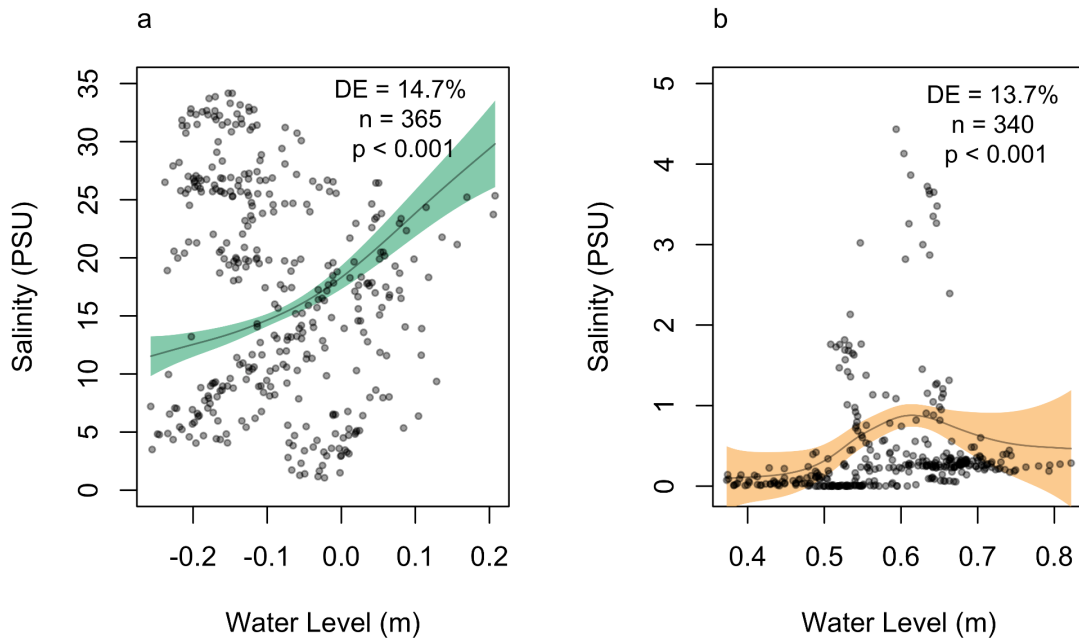 a
DE = 14.7%
n = 365
p < 0.001
Salinity (PSU)
35
30
25
20
15
10
5
0
-0.2 -0.1 0.0 0.1 0.2
Water Level (m)
b
DE = 13.7%
n = 340
p < 0.001
Salinity (PSU)
5
4
3
2
1
0
0.4 0.5 0.6 0.7 0.8
Water Level (m)